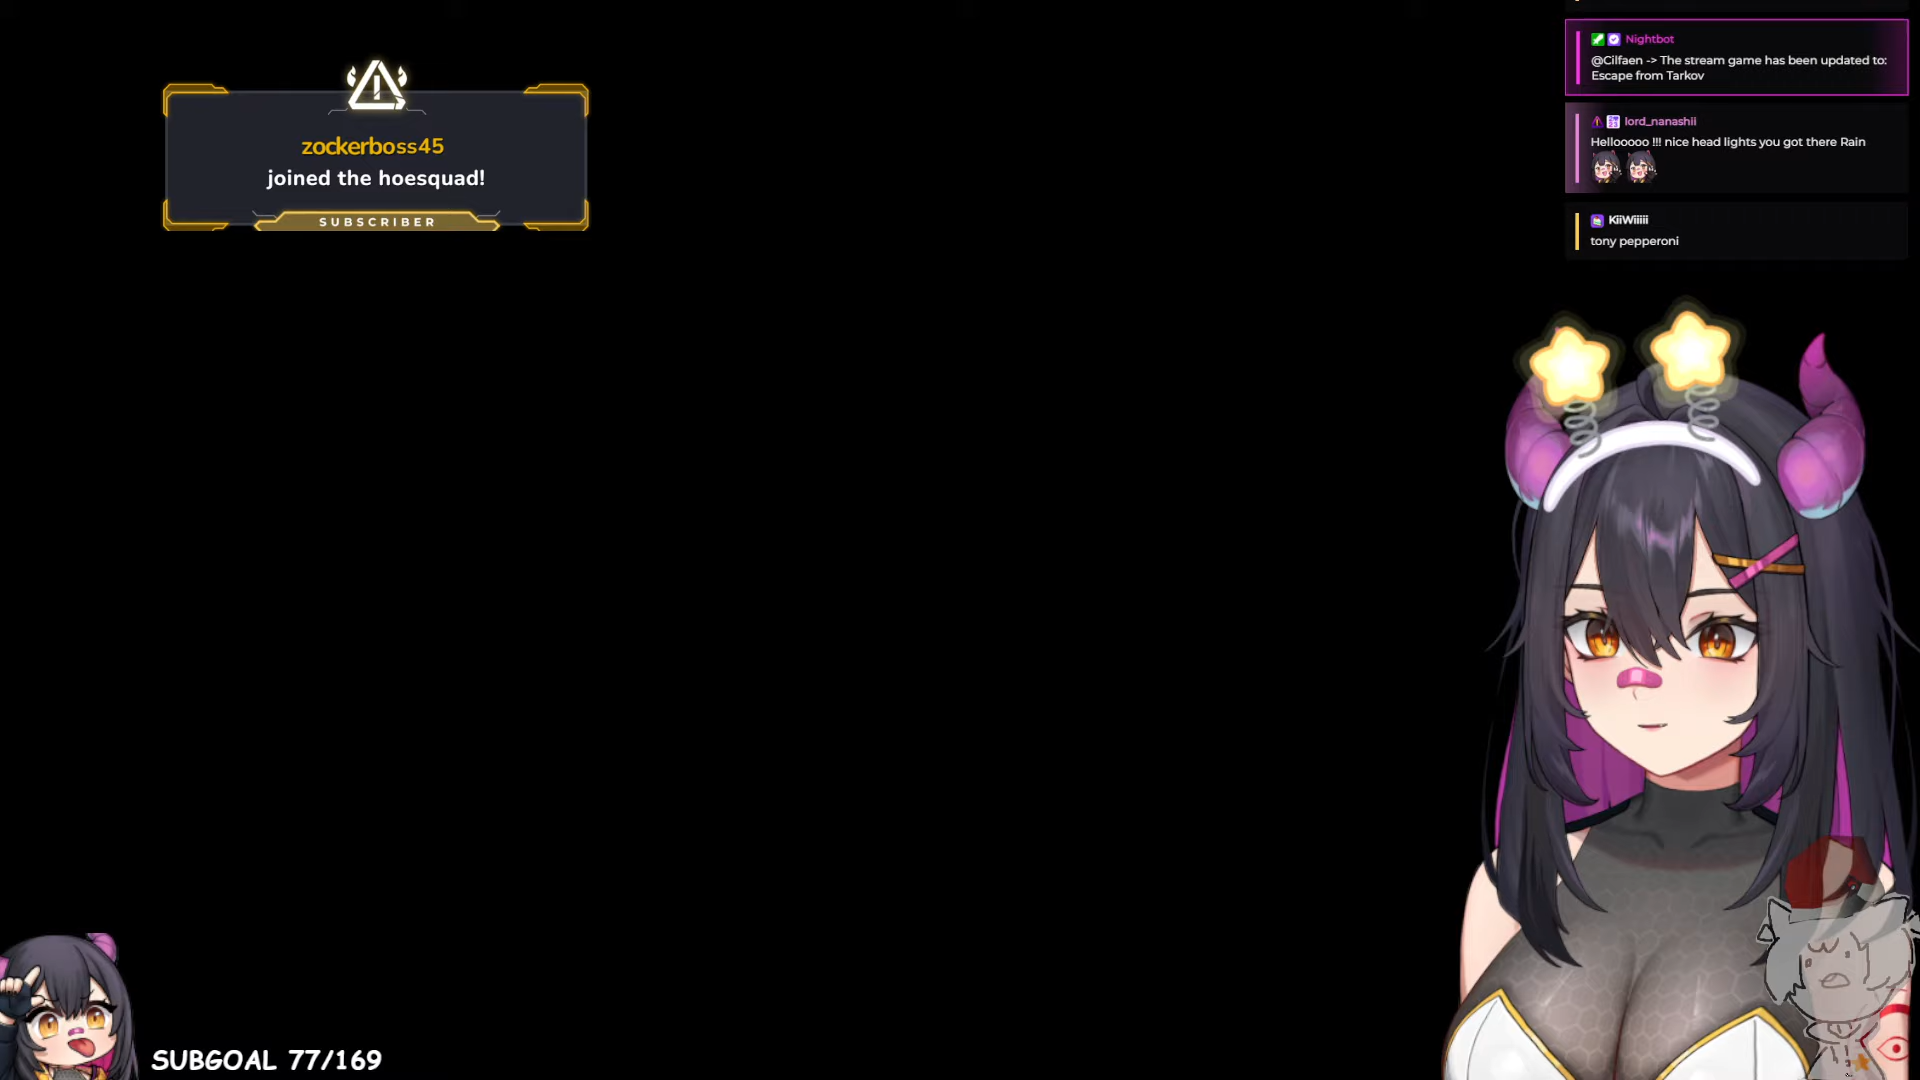 zockerboss45
joined the hoesquad!
SUBSCRIBER
Nightbot
@Cilfaen -> The stream game has been updated to:
Escape from Tarkov
lord_nanashii
Hellooooo !!! nice head lights you got there Rain
KiiWiiiii
tony pepperoni
SUBGOAL 77/169